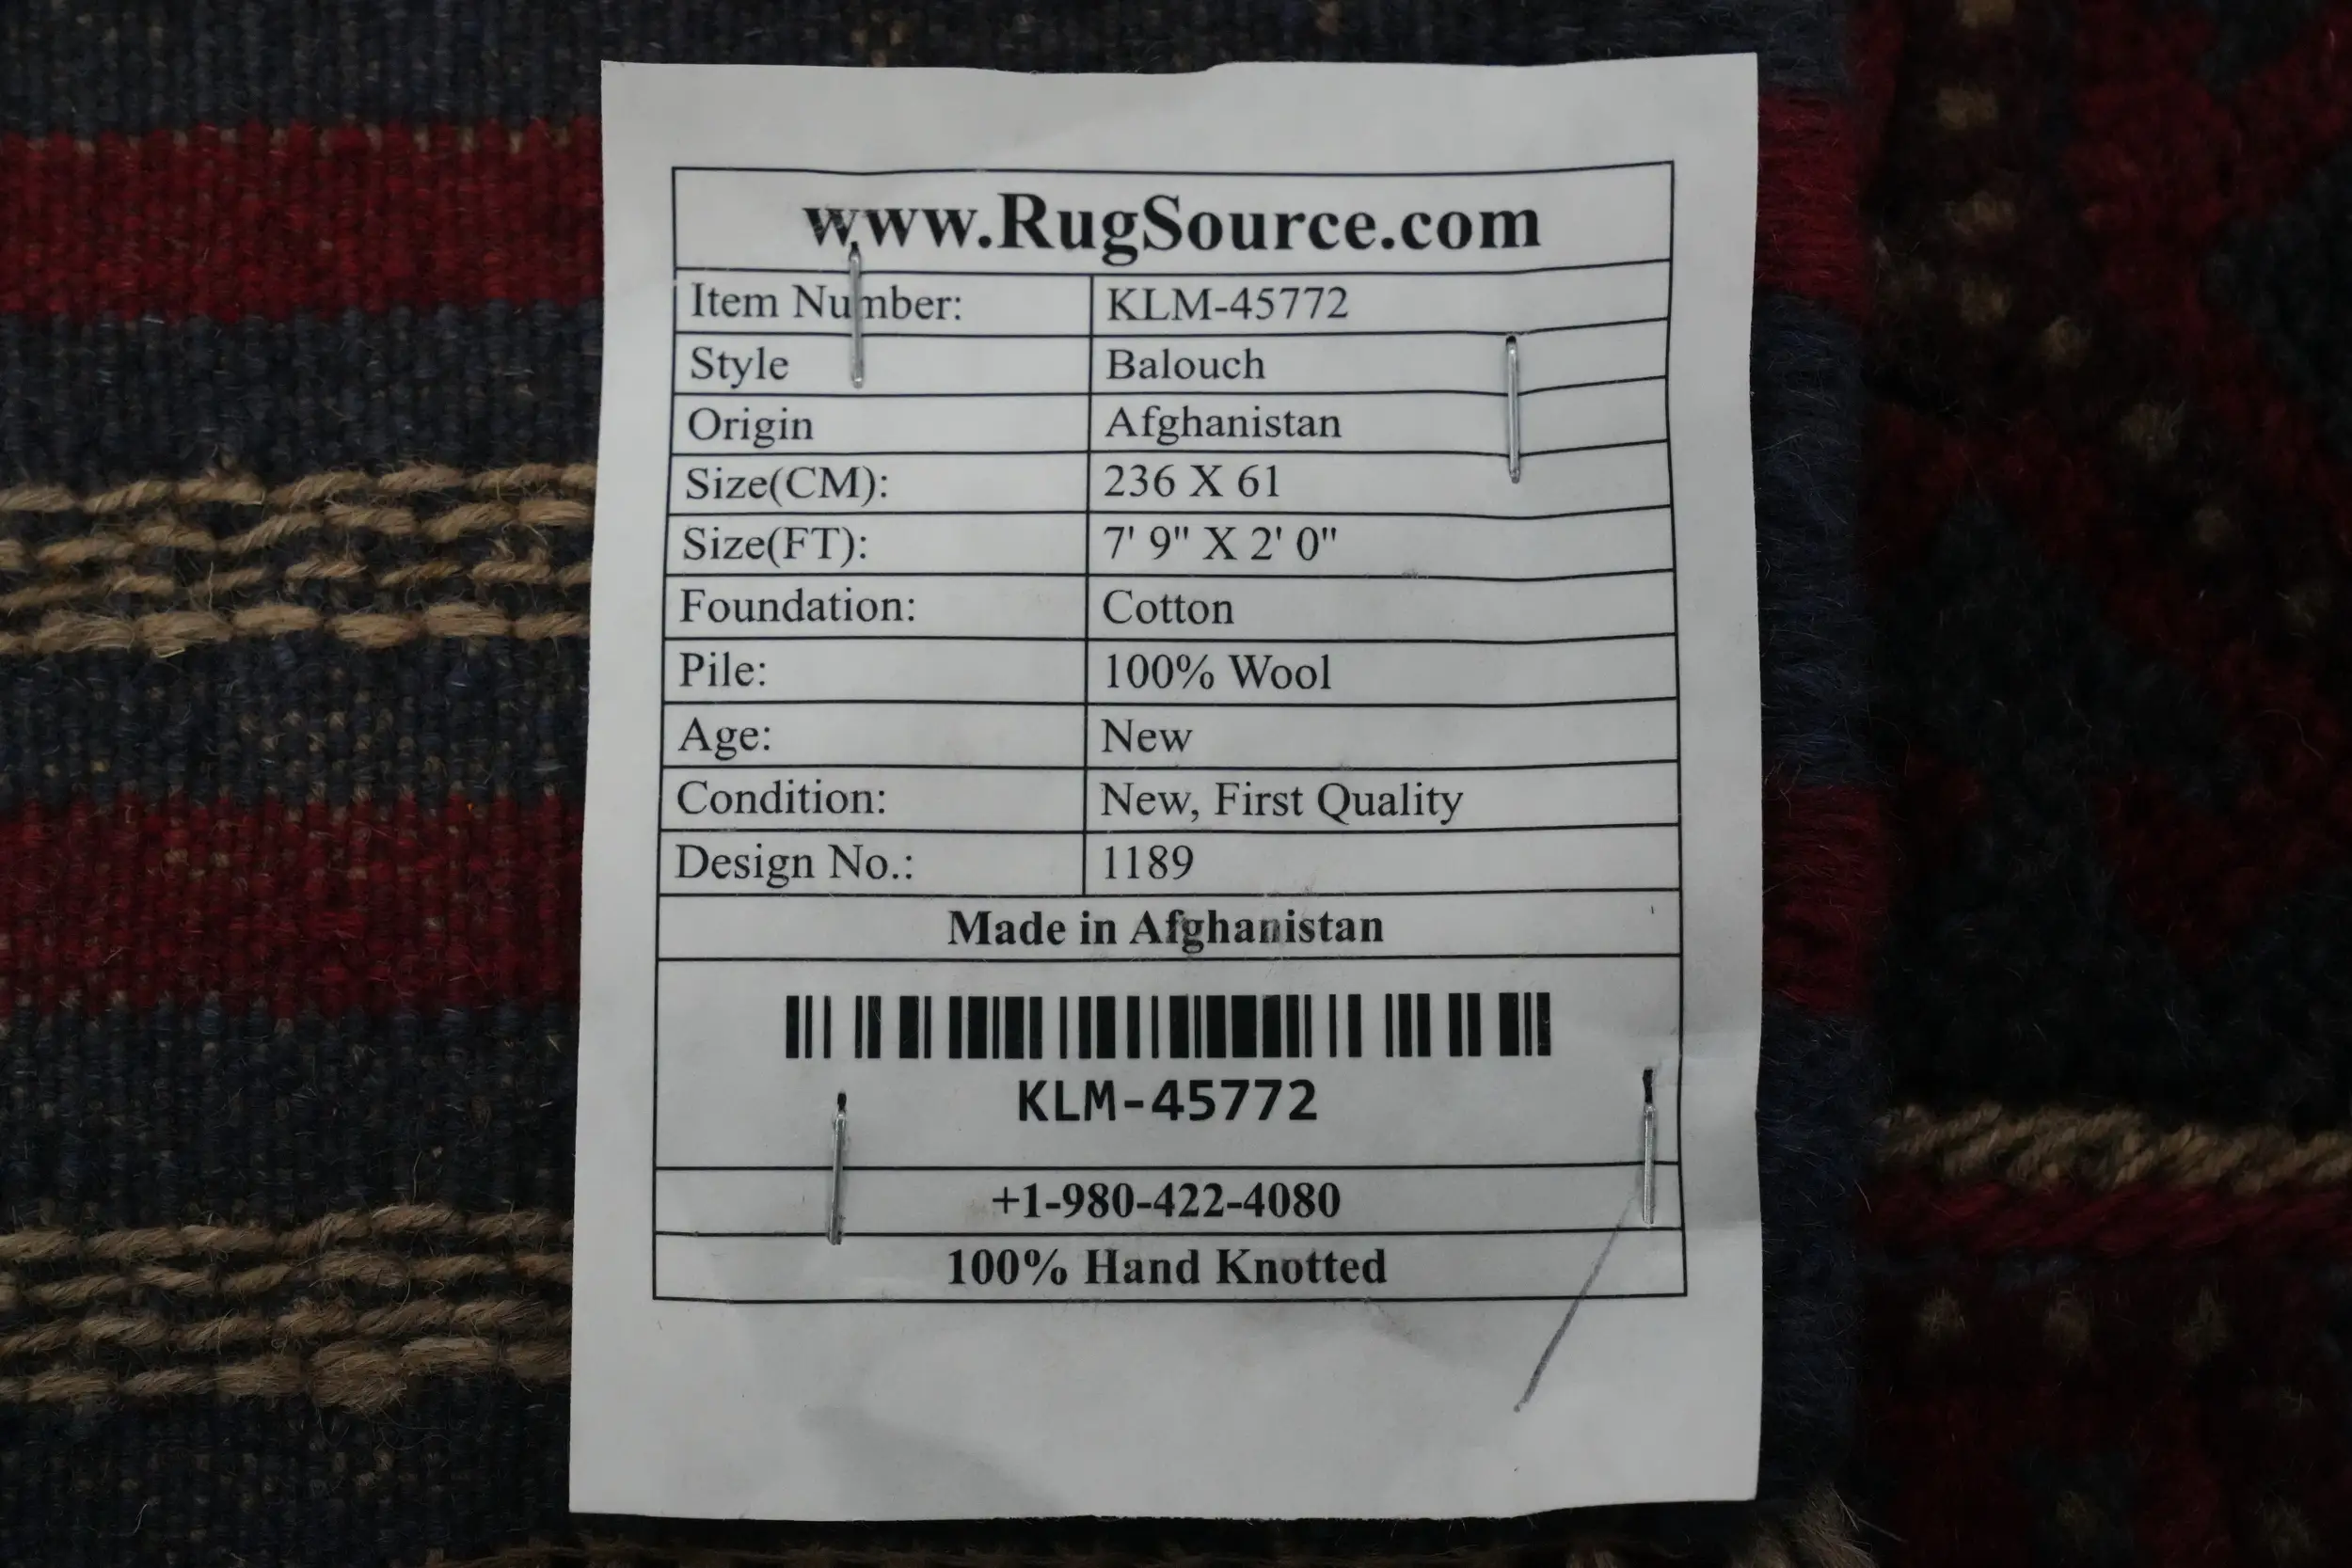 www.RugSource.com
Item Number: KLM-45772
Style Balouch
Origin Afghanistan
Size(CM): 236 X 61
Size(FT): 7' 9" X 2' 0"
Foundation: Cotton
Pile: 100% Wool
Age: New
Condition: New, First Quality
Design No.: 1189
Made in Afghanistan
KLM-45772
+1-980-422-4080
100% Hand Knotted